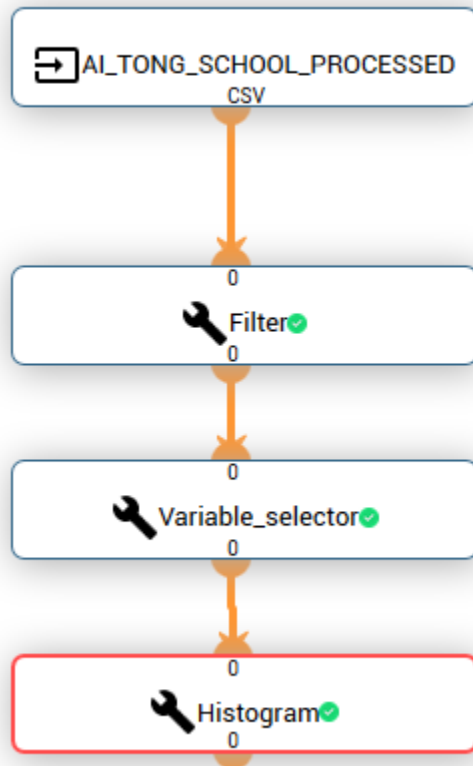 AI_TONG_SCHOOL_PROCESSED
CSV
0
Filter
0
0
Variable_selector
0
0
Histogram
0